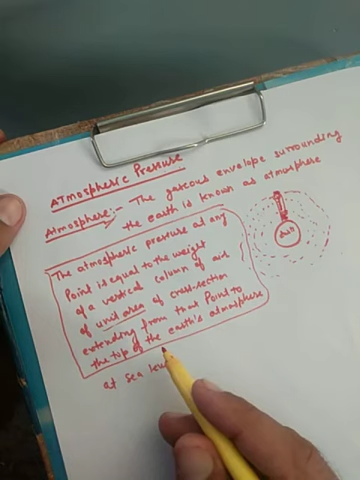 Atmospheric Pressure
Atmosphere:- The gaseous envelope surrounding
the earth is known as atmosphere
The atmospheric pressure at any
Point is equal to the weight
of a vertical column of air
of unit area of cross-section
extending from that Point to
the top of the earth's atmosphere
at sea leve